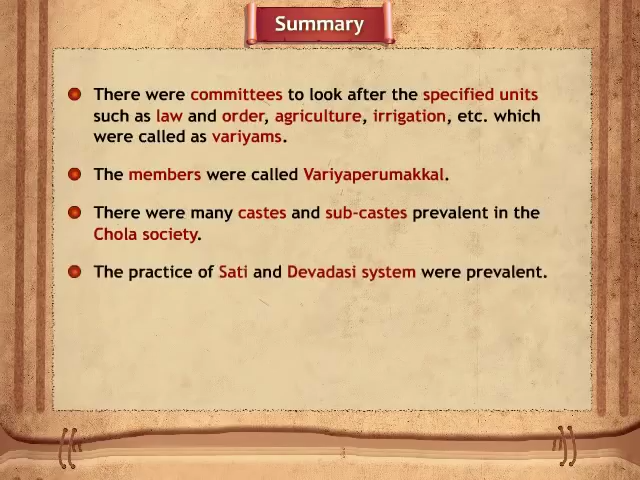 Summary
There were committees to look after the specified units
such as law and order, agriculture, irrigation, etc. which
were called as variyams.
The members were called Variyaperumakkal.
There were many castes and sub-castes prevalent in the
Chola society.
The practice of Sati and Devadasi system were prevalent.